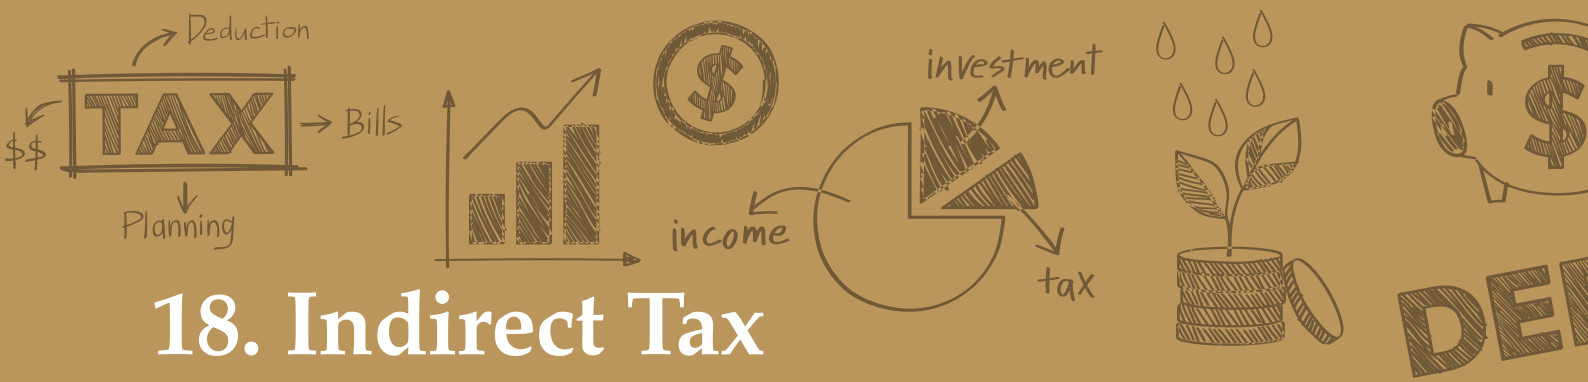 Deduction
TAX
$$
Bills
Planning
$
income
investment
tax
$
18. Indirect Tax